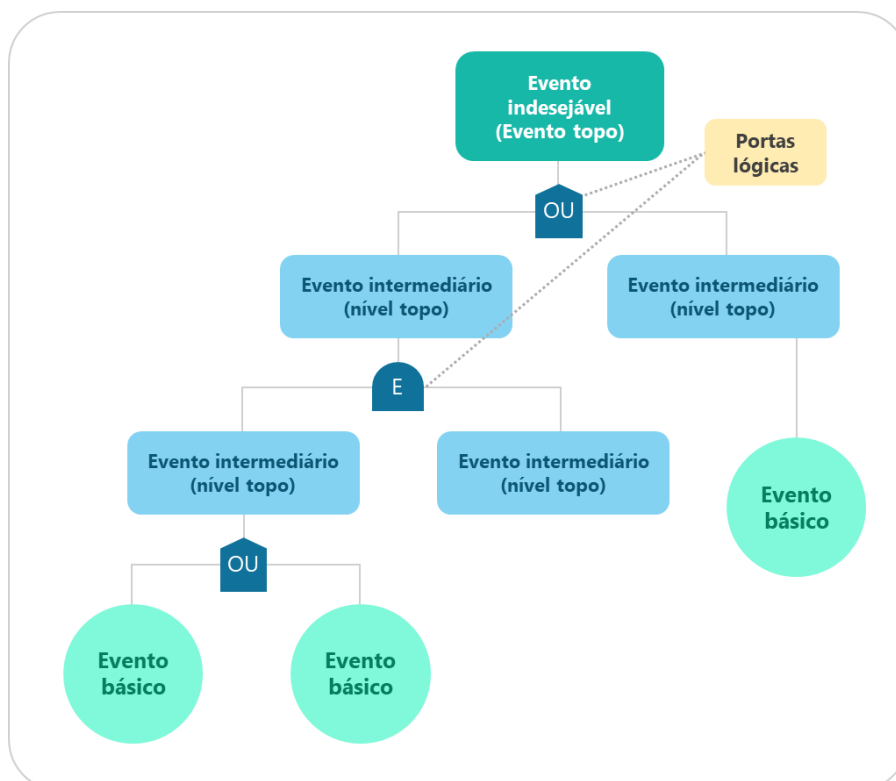 Evento
indesejável
(Evento topo)
Portas
lógicas
OU
Evento intermediário
(nível topo)
Evento intermediário
(nível topo)
E
Evento intermediário
(nível topo)
Evento intermediário
(nível topo)
Evento
básico
OU
Evento
básico
Evento
básico